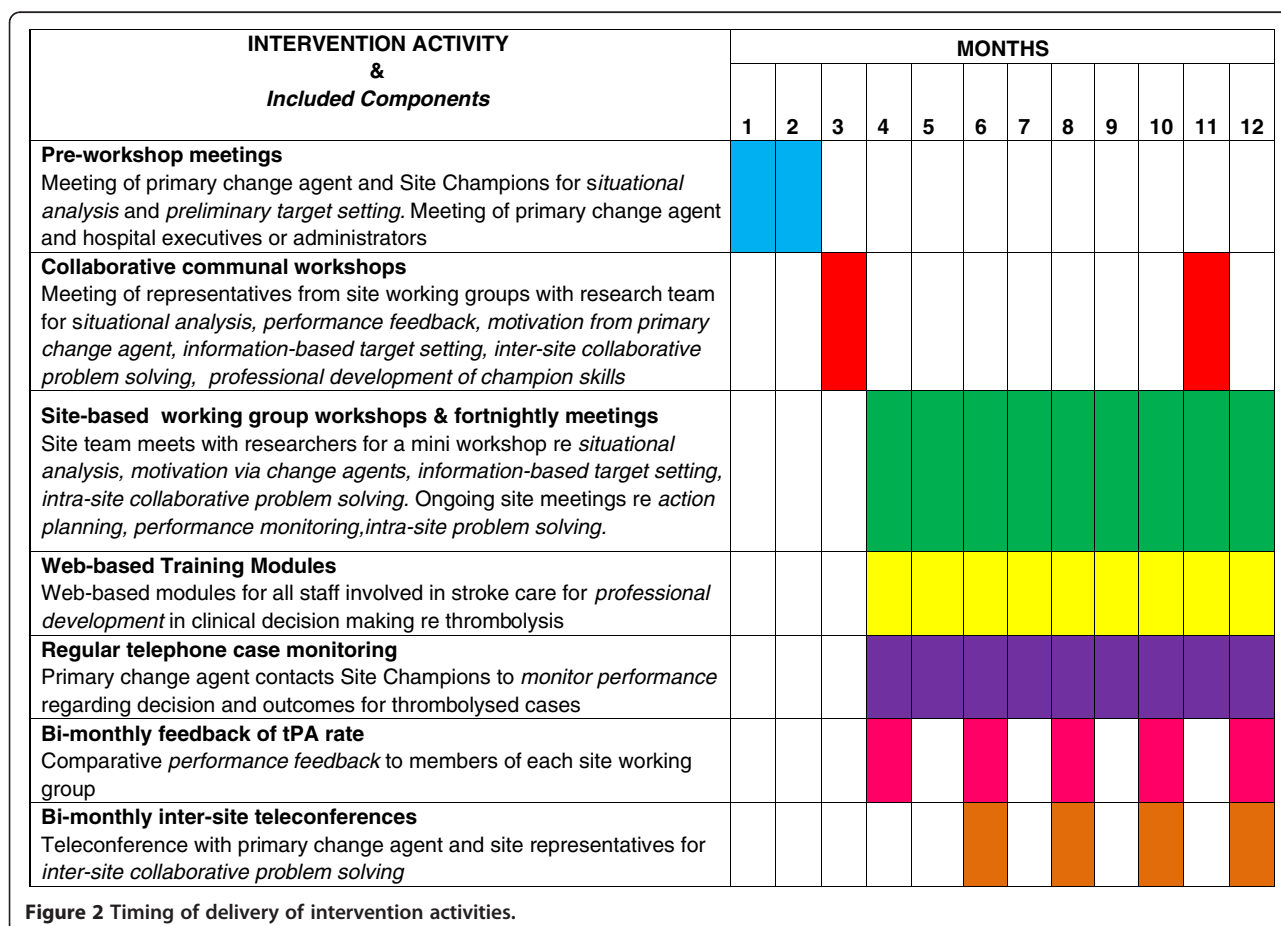 INTERVENTION ACTIVITY
&
Included Components
MONTHS
1 2 3 4 5 6 7 8 9 10 11 12
Pre-workshop meetings
Meeting of primary change agent and Site Champions for situational
analysis and preliminary target setting. Meeting of primary change agent
and hospital executives or administrators
Collaborative communal workshops
Meeting of representatives from site working groups with research team
for situational analysis, performance feedback, motivation from primary
change agent, information-based target setting, inter-site collaborative
problem solving, professional development of champion skills
Site-based working group workshops & fortnightly meetings
Site team meets with researchers for a mini workshop re situational
analysis, motivation via change agents, information-based target setting,
intra-site collaborative problem solving. Ongoing site meetings re action
planning, performance monitoring,intra-site problem solving.
Web-based Training Modules
Web-based modules for all staff involved in stroke care for professional
development in clinical decision making re thrombolysis
Regular telephone case monitoring
Primary change agent contacts Site Champions to monitor performance
regarding decision and outcomes for thrombolysed cases
Bi-monthly feedback of tPA rate
Comparative performance feedback to members of each site working
group
Bi-monthly inter-site teleconferences
Teleconference with primary change agent and site representatives for
inter-site collaborative problem solving
Figure 2 Timing of delivery of intervention activities.